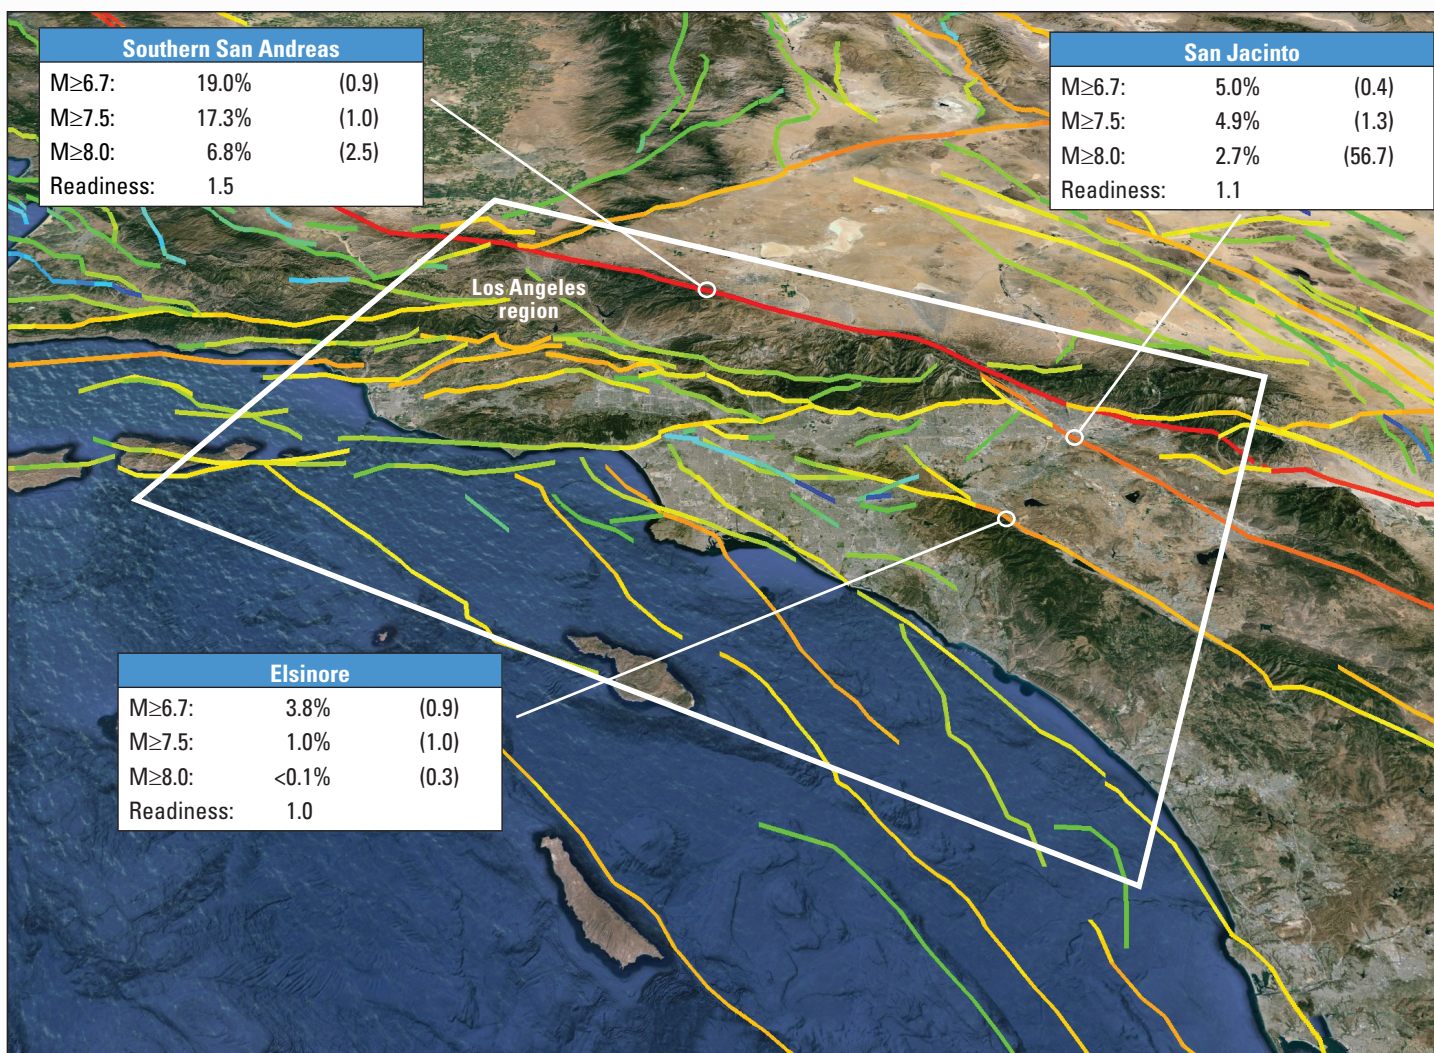 Southern San Andreas
M≥6.7: 19.0% (0.9)
M≥7.5: 17.3% (1.0)
M≥8.0: 6.8% (2.5)
Readiness: 1.5
San Jacinto
M≥6.7: 5.0% (0.4)
M≥7.5: 4.9% (1.3)
M≥8.0: 2.7% (56.7)
Readiness: 1.1
Los Angeles
region
Elsinore
M≥6.7: 3.8% (0.9)
M≥7.5: 1.0% (1.0)
M≥8.0: <0.1% (0.3)
Readiness: 1.0